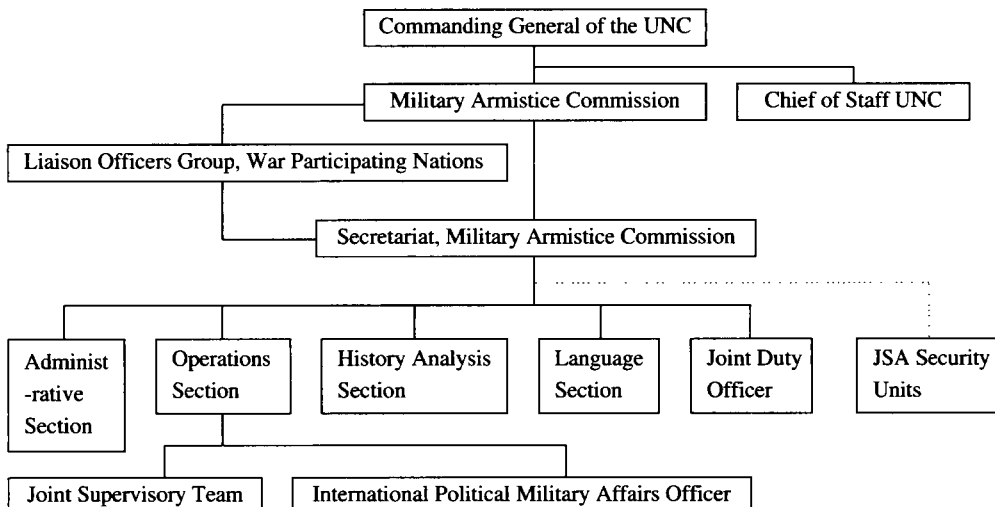 Commanding General of the UNC
Military Armistice Commission
Chief of Staff UNC
Liaison Officers Group, War Participating Nations
Secretariat, Military Armistice Commission
Administ
-rative
Section
Operations
Section
History Analysis
Section
Language
Section
Joint Duty
Officer
JSA Security
Units
Joint Supervisory Team
International Political Military Affairs Officer